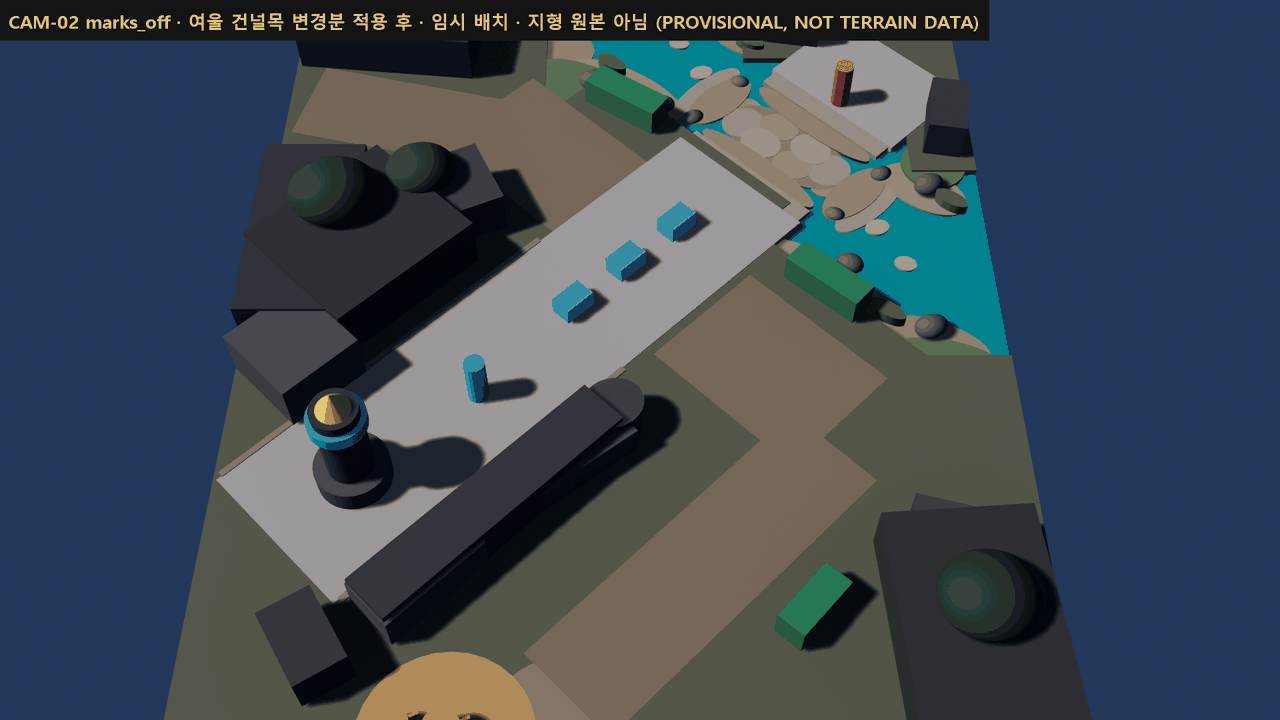 CAM-02 marks_off · 여울 건널목 변경분 적용 후 · 임시 배치 · 지형 원본 아님 (PROVISIONAL, NOT TERRAIN DATA)